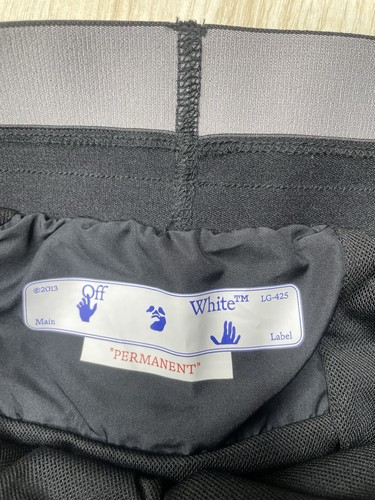 ©2013 Off White™ LG-425
Main Label
"PERMANENT"